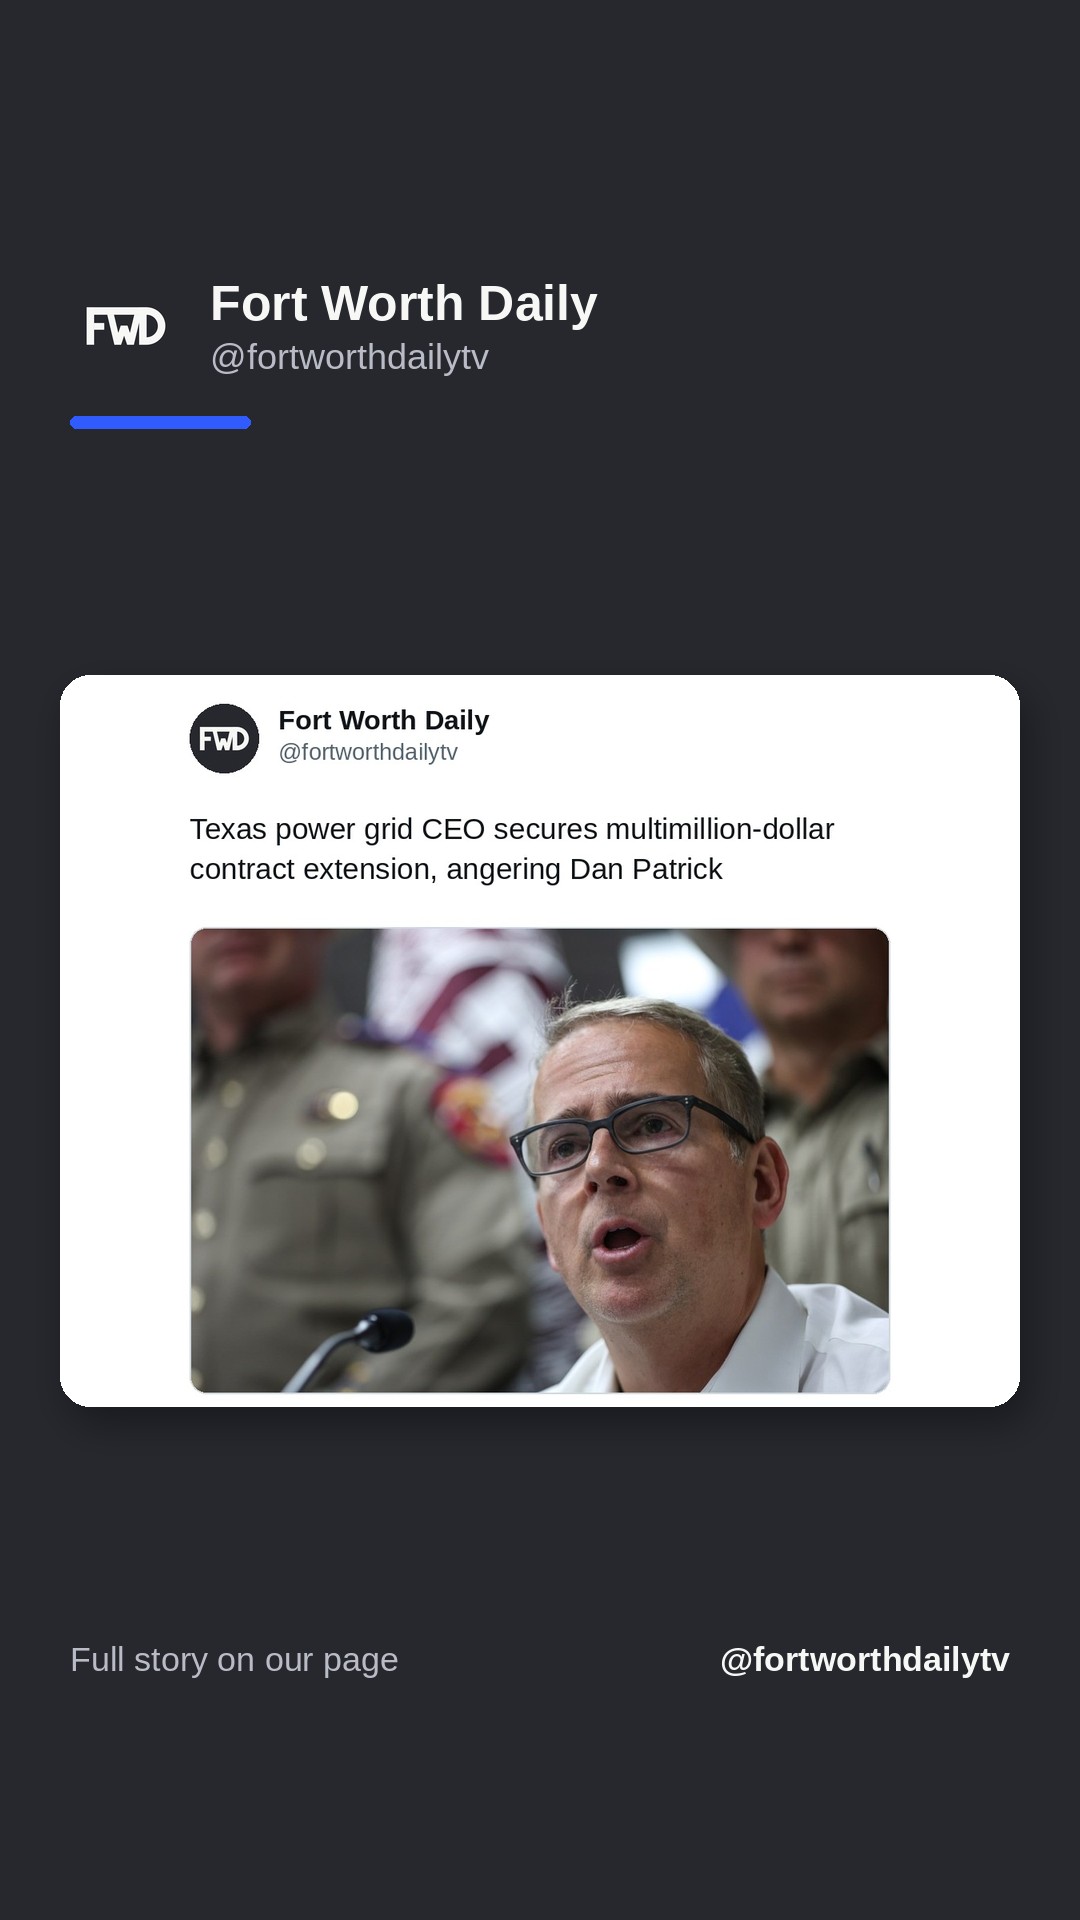 FWD
Fort Worth Daily
@fortworthdailytv
FWD
Fort Worth Daily
@fortworthdailytv
Texas power grid CEO secures multimillion-dollar
contract extension, angering Dan Patrick
Full story on our page
@fortworthdailytv